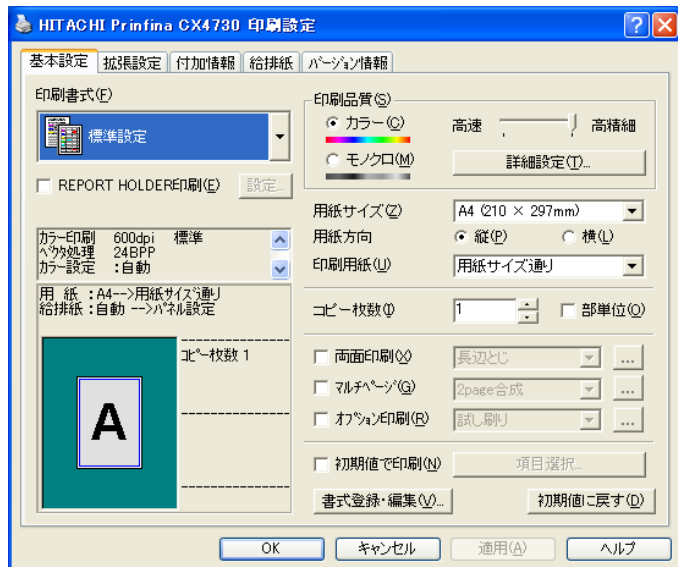 HITACHI Prinfina CX4730 印刷設定
基本設定 拡張設定 付加情報 給排紙 バージョン情報
印刷書式(F)
標準設定
REPORT HOLDER印刷(E) 設定...
カラー印刷 600dpi 標準
ベクタ処理 24BPP
カラー設定 :自動
用 紙 :A4-->用紙サイズ通り
給排紙:自動 -->パネル設定
コピー枚数 1
A
印刷品質(S)
カラー(C) 高速 高精細
モノクロ(M) 詳細設定(T)...
用紙サイズ(Z) A4 (210 × 297mm)
用紙方向 縦(P) 横(L)
印刷用紙(U) 用紙サイズ通り
コピー枚数(I) 1 部単位(O)
両面印刷(X) 長辺とじ ...
マルチページ(G) 2page合成 ...
オプション印刷(R) 試し刷り ...
初期値で印刷(N) 項目選択...
書式登録・編集(V)... 初期値に戻す(D)
OK キャンセル 適用(A) ヘルプ